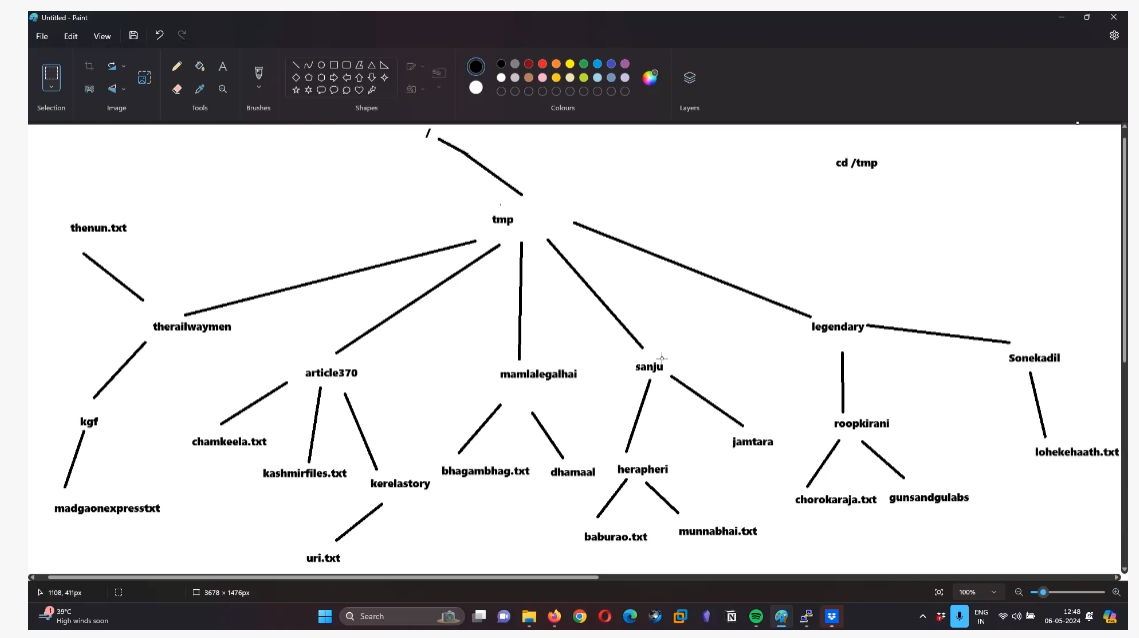 Untitled - Paint
File Edit View
Selection Image Tools Brushes Shapes Colours Layers
/
cd /tmp
tmp
thenun.txt
therailwaymen
legendary
Sonekadil
sanju
article370
mamlalegalhai
kgf
roopkirani
chamkeela.txt
jamtara
lohekehaath.txt
kashmirfiles.txt
bhagambhag.txt
dhamaal
herapheri
kerelastory
chorokaraja.txt
gunsandgulabs
madgaonexpresstxt
baburao.txt
munnabhai.txt
uri.txt
1108, 411px
3678 × 1476px
100%
1
39°C
High winds soon
Search
ENG
IN
12:48
06-05-2024